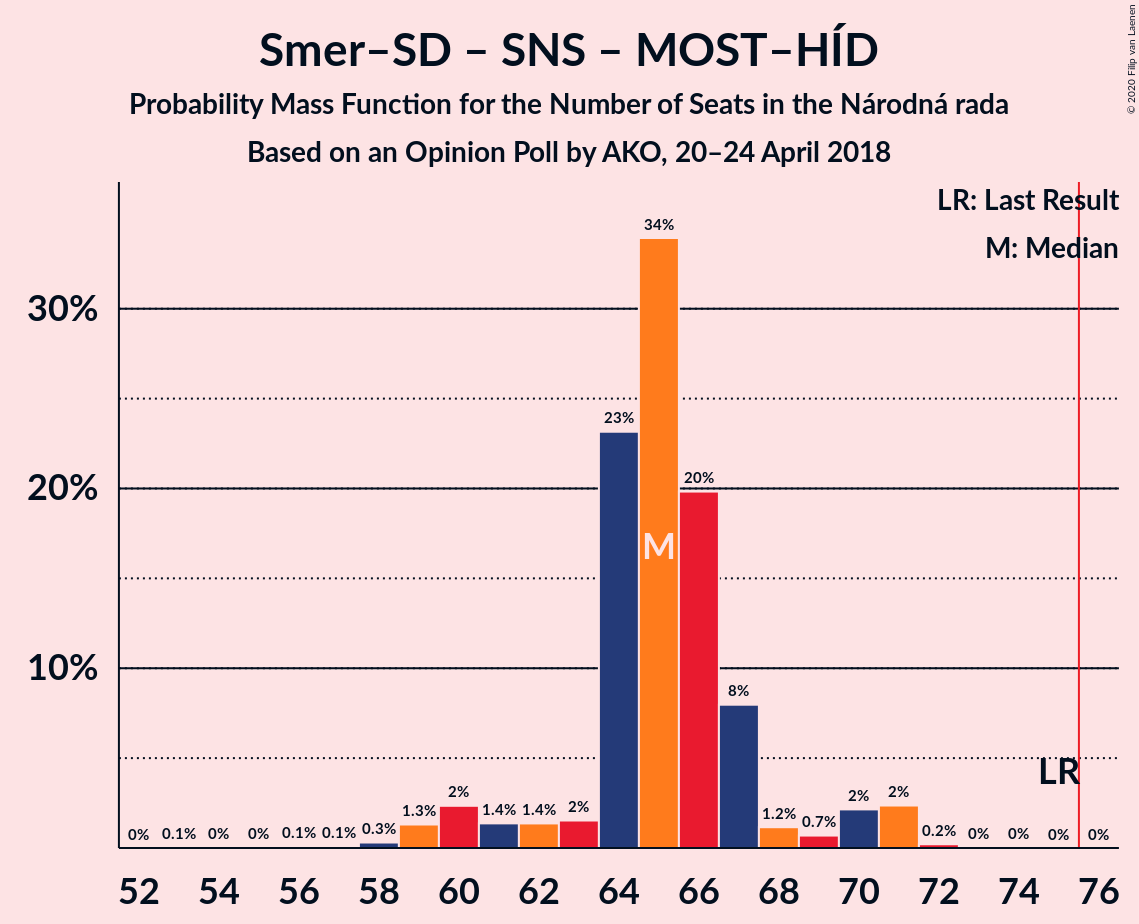 Smer–SD – SNS – MOST–HÍD
Probability Mass Function for the Number of Seats in the Národná rada
Based on an Opinion Poll by AKO, 20–24 April 2018
© 2020 Filip van Laenen
LR: Last Result
M: Median
34%
30%
23%
20%
20%
M
10%
8%
LR
0% 0.1% 0% 0% 0.1% 0.1% 0.3% 1.3% 2% 1.4% 1.4% 2% 1.2% 0.7% 2% 2% 0.2% 0% 0% 0% 0%
52 54 56 58 60 62 64 66 68 70 72 74 76